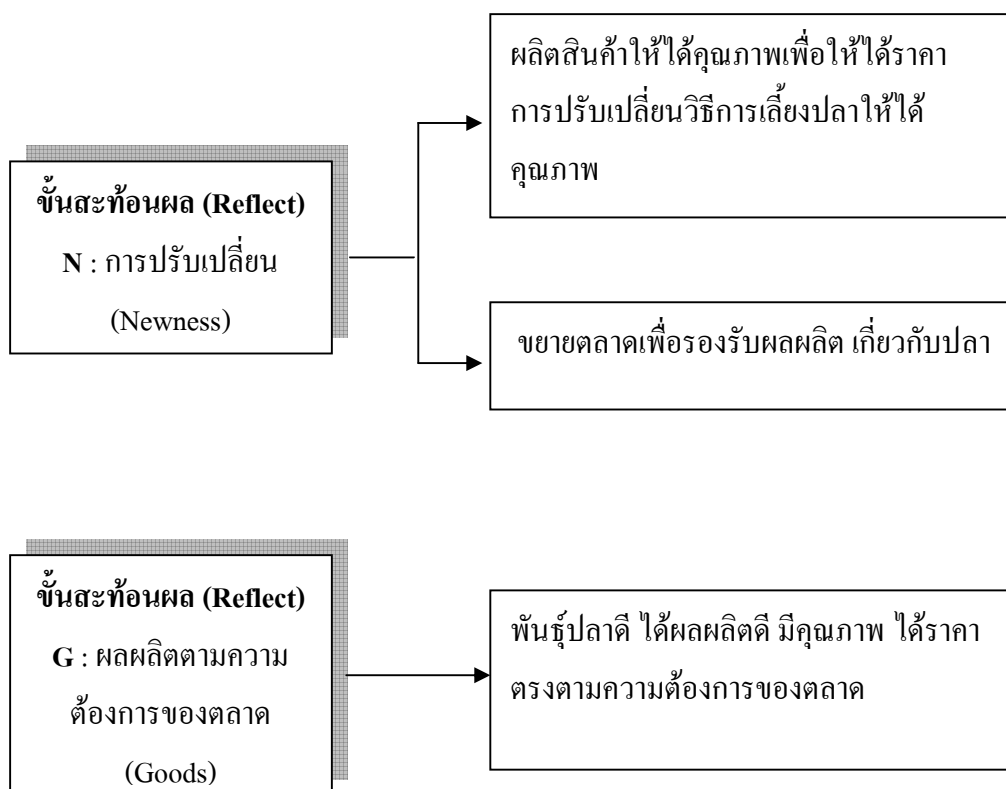 ผลิตสินค้าให้ได้คุณภาพเพื่อให้ได้ราคา
การปรับเปลี่ยนวิธีการเลี้ยงปลาให้ได้
คุณภาพ
ขั้นสะท้อนผล (Reflect)
N : การปรับเปลี่ยน
(Newness)
ขยายตลาดเพื่อรองรับผลผลิต เกี่ยวกับปลา
ขั้นสะท้อนผล (Reflect)
G : ผลผลิตตามความ
ต้องการของตลาด
(Goods)
พันธุ์ปลาดี ได้ผลผลิตดี มีคุณภาพ ได้ราคา
ตรงตามความต้องการของตลาด